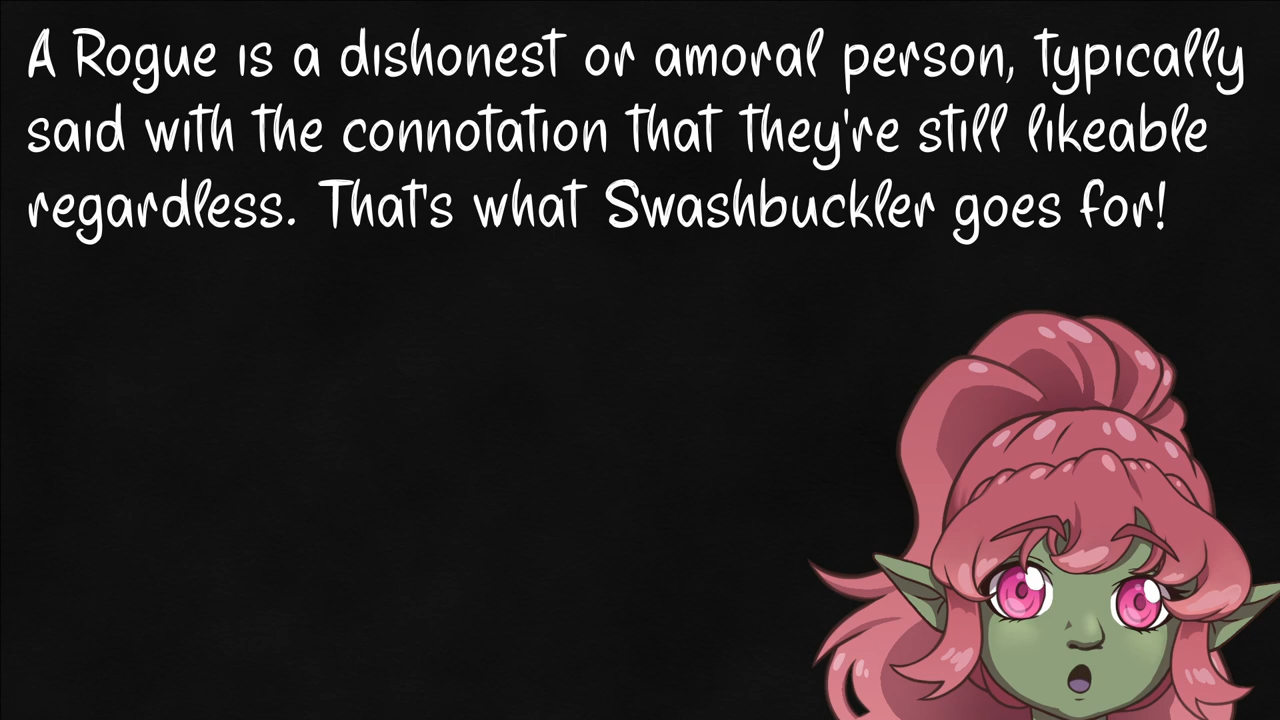 A Rogue is a dishonest or amoral person, typically
said with the connotation that they're still likeable
regardless. That's what Swashbuckler goes for!